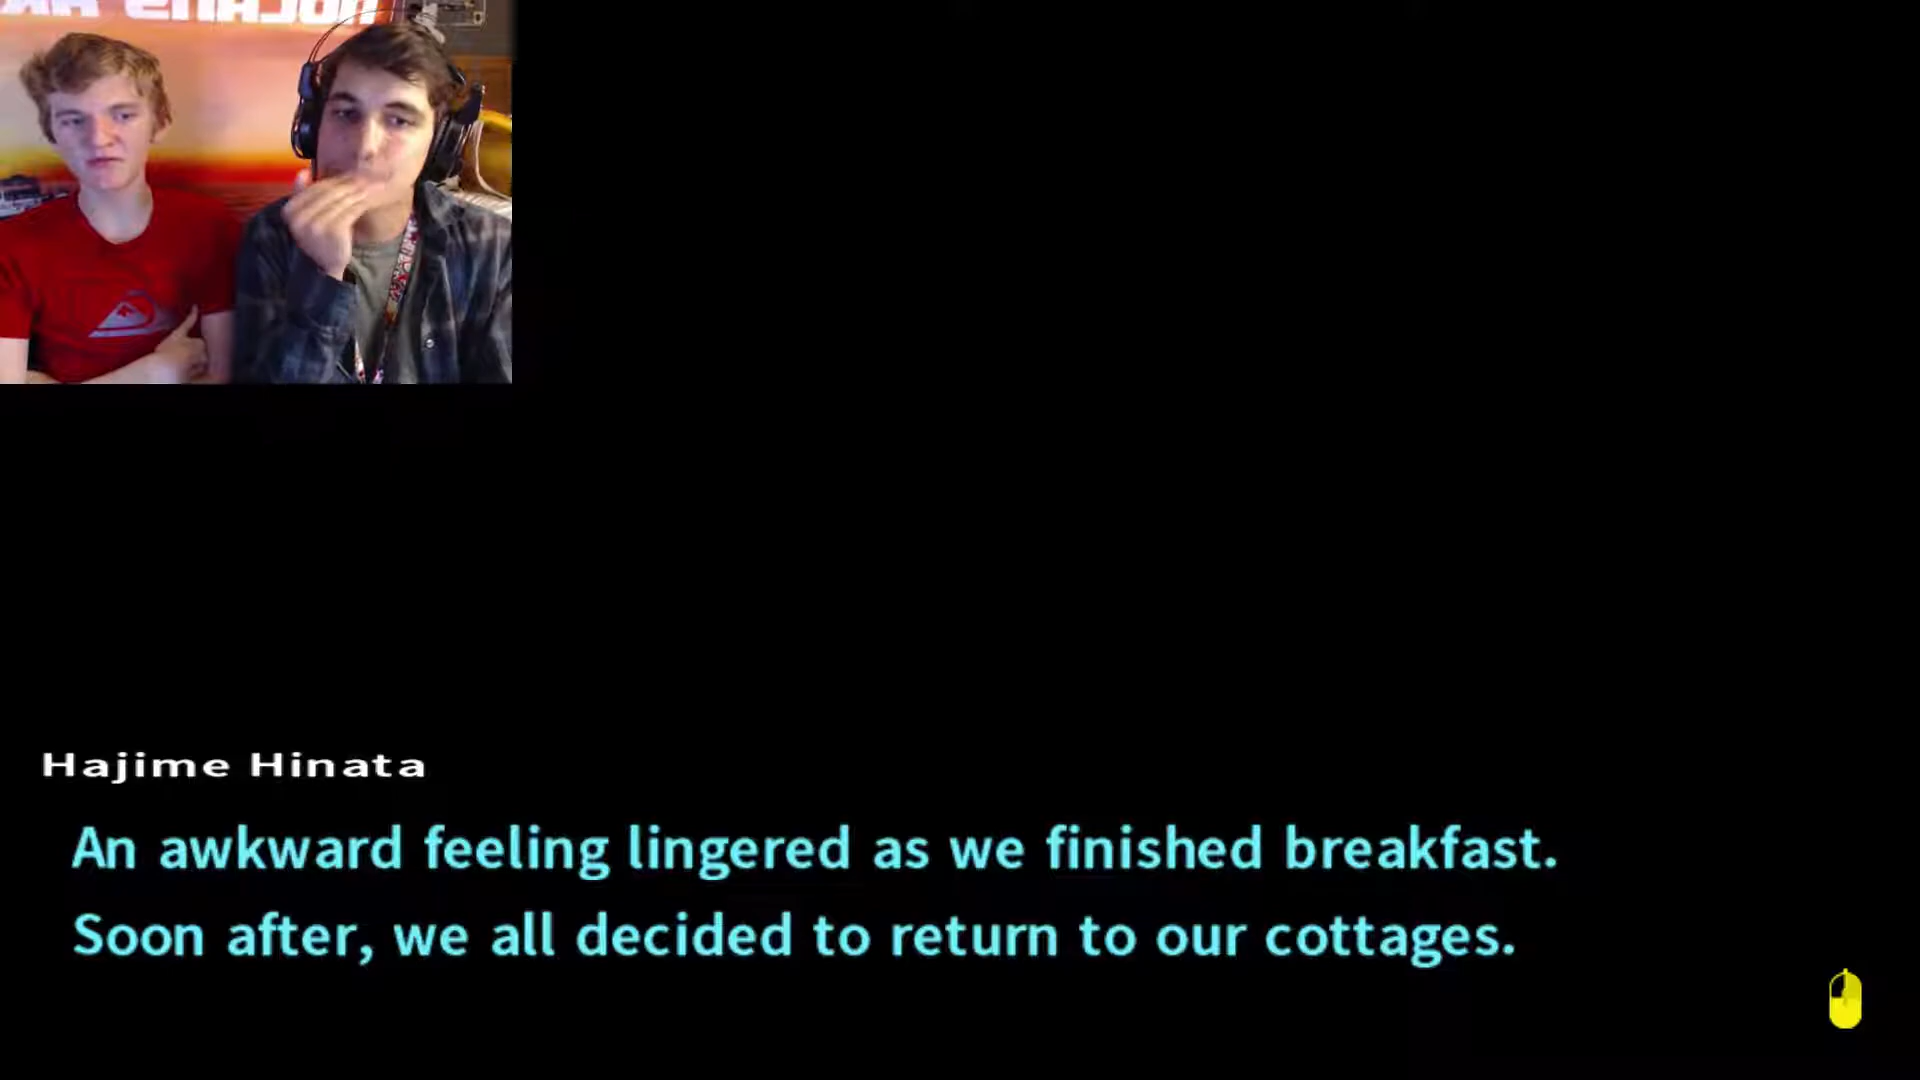 Hajime Hinata
An awkward feeling lingered as we finished breakfast.
Soon after, we all decided to return to our cottages.